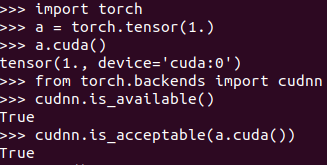 >>> import torch
>>> a = torch.tensor(1.)
>>> a.cuda()
tensor(1., device='cuda:0')
>>> from torch.backends import cudnn
>>> cudnn.is_available()
True
>>> cudnn.is_acceptable(a.cuda())
True